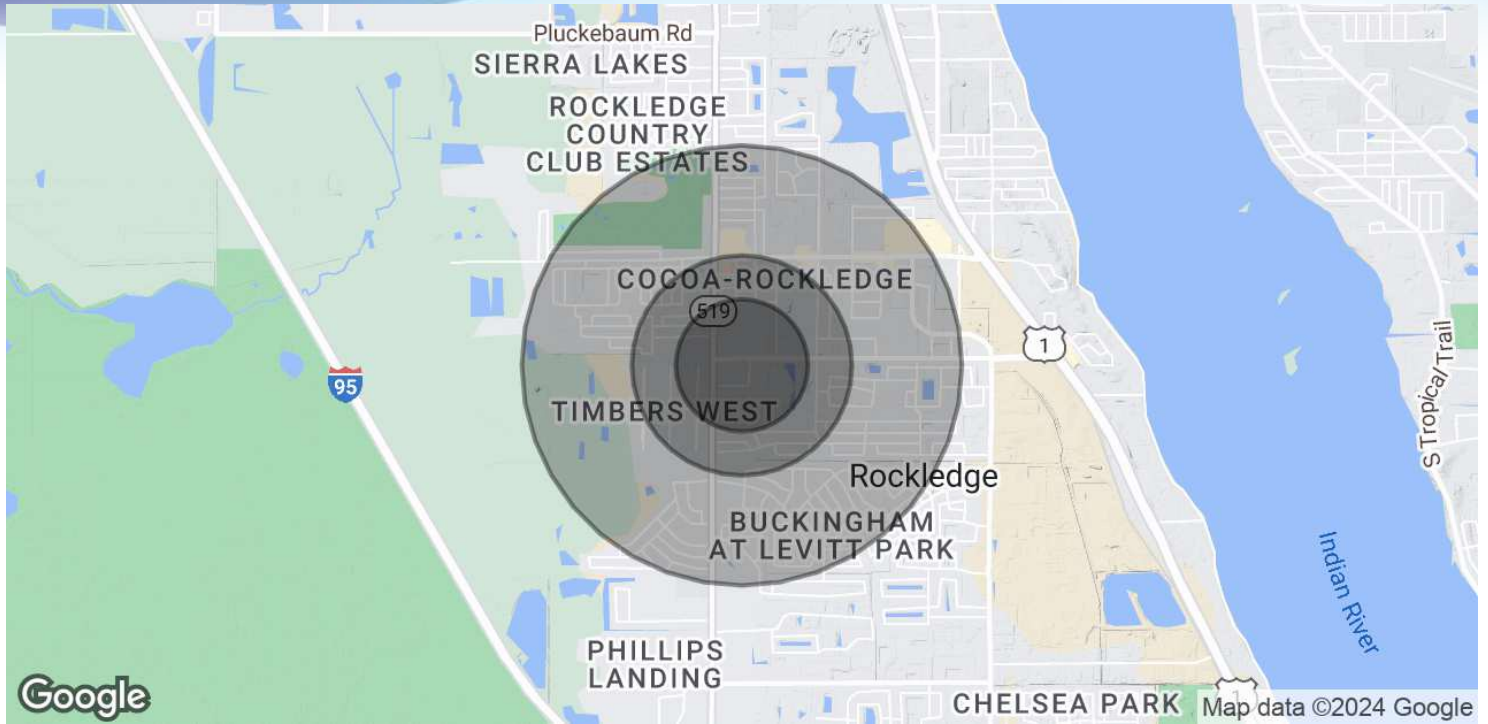 Pluckebaum Rd
SIERRA LAKES
ROCKLEDGE
COUNTRY
CLUB ESTATES
COCOA-ROCKLEDGE
519
1
95
TIMBERS WEST
S Tropical Trail
Rockledge
BUCKINGHAM
AT LEVITT PARK
Indian River
PHILLIPS
LANDING
1
CHELSEA PARK
Google
Map data ©2024 Google